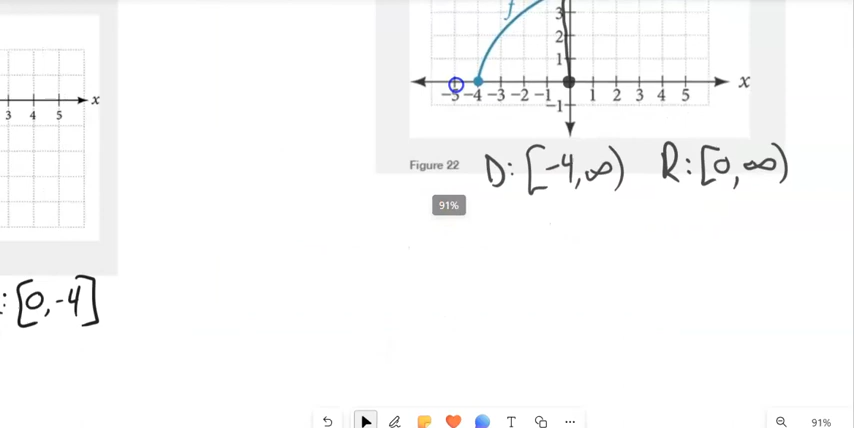 f
3
2
1
x
-5 -4 -3 -2 -1 1 2 3 4 5
-1
x
3 4 5
Figure 22
D: [-4, ∞) R: [0, ∞)
91%
: [0, -4]
T
91%